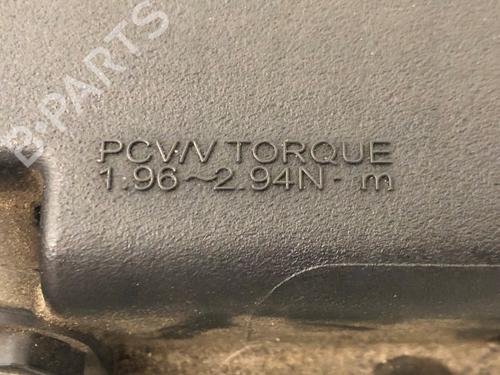 B-PARTS
PCV/V TORQUE
1.96~2.94N·m